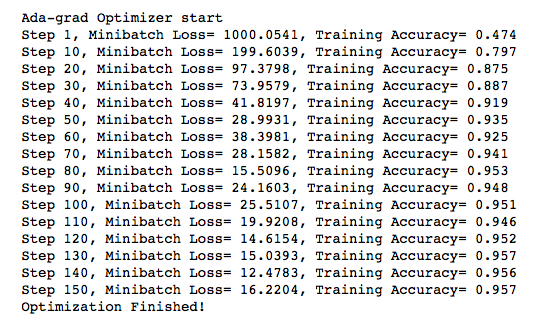 Ada-grad Optimizer start
Step 1, Minibatch Loss= 1000.0541, Training Accuracy= 0.474
Step 10, Minibatch Loss= 199.6039, Training Accuracy= 0.797
Step 20, Minibatch Loss= 97.3798, Training Accuracy= 0.875
Step 30, Minibatch Loss= 73.9579, Training Accuracy= 0.887
Step 40, Minibatch Loss= 41.8197, Training Accuracy= 0.919
Step 50, Minibatch Loss= 28.9931, Training Accuracy= 0.935
Step 60, Minibatch Loss= 38.3981, Training Accuracy= 0.925
Step 70, Minibatch Loss= 28.1582, Training Accuracy= 0.941
Step 80, Minibatch Loss= 15.5096, Training Accuracy= 0.953
Step 90, Minibatch Loss= 24.1603, Training Accuracy= 0.948
Step 100, Minibatch Loss= 25.5107, Training Accuracy= 0.951
Step 110, Minibatch Loss= 19.9208, Training Accuracy= 0.946
Step 120, Minibatch Loss= 14.6154, Training Accuracy= 0.952
Step 130, Minibatch Loss= 15.0393, Training Accuracy= 0.957
Step 140, Minibatch Loss= 12.4783, Training Accuracy= 0.956
Step 150, Minibatch Loss= 16.2204, Training Accuracy= 0.957
Optimization Finished!